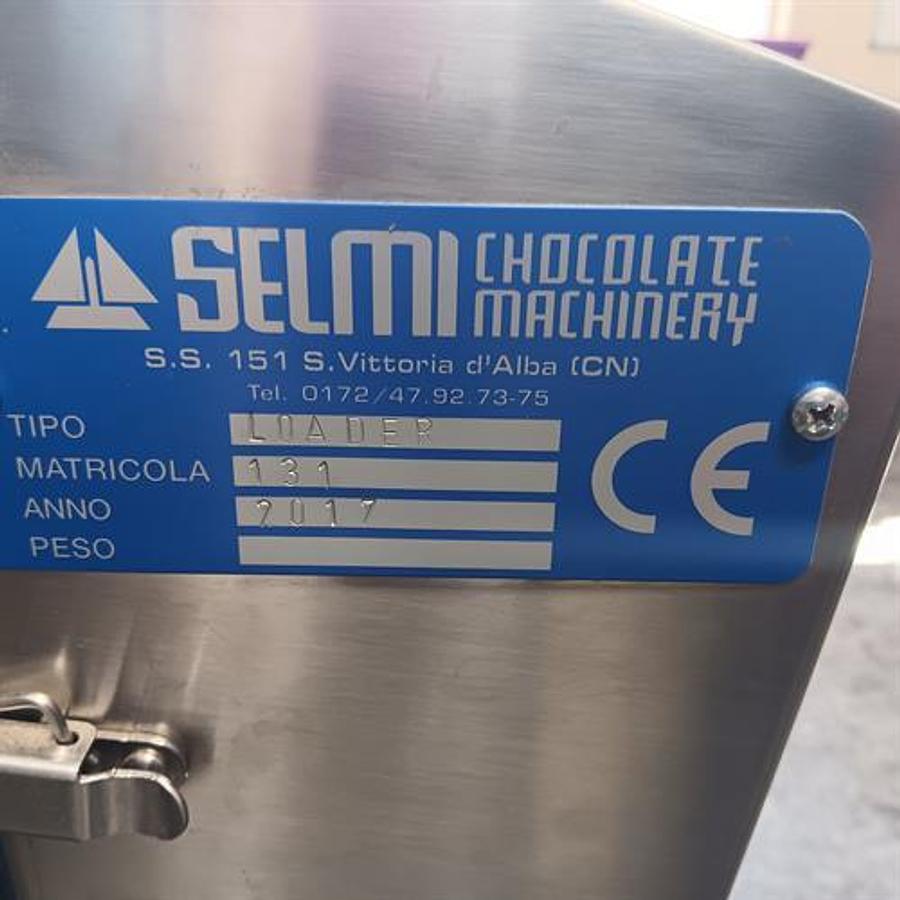 SELMI CHOCOLATE MACHINERY
S.S. 151 S.Vittoria d'Alba (CN)
Tel. 0172/47.92.73-75
TIPO LOADER
MATRICOLA 131
ANNO 2017
PESO
CE